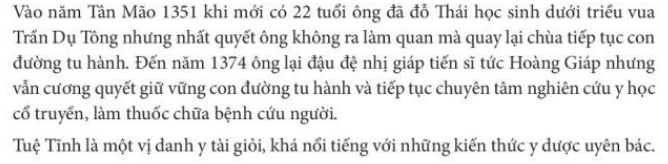 Vào năm Tân Mão 1351 khi mới có 22 tuổi ông đã đỗ Thái học sinh dưới triều vua
Trần Dụ Tông nhưng nhất quyết ông không ra làm quan mà quay lại chùa tiếp tục con
đường tu hành. Đến năm 1374 ông lại đậu đệ nhị giáp tiến sĩ tức Hoàng Giáp nhưng
vẫn cương quyết giữ vững con đường tu hành và tiếp tục chuyên tâm nghiên cứu y học
cổ truyền, làm thuốc chữa bệnh cứu người.
Tuệ Tĩnh là một vị danh y tài giỏi, khá nổi tiếng với những kiến thức y dược uyên bác.